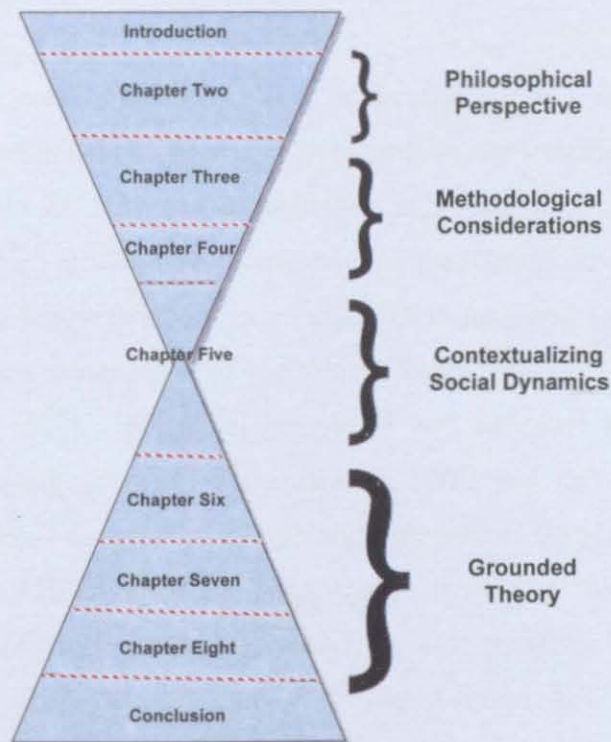 Introduction
Chapter Two
Philosophical
Perspective
Chapter Three
Methodological
Considerations
Chapter Four
Chapter Five
Contextualizing
Social Dynamics
Chapter Six
Chapter Seven
Grounded
Theory
Chapter Eight
Conclusion